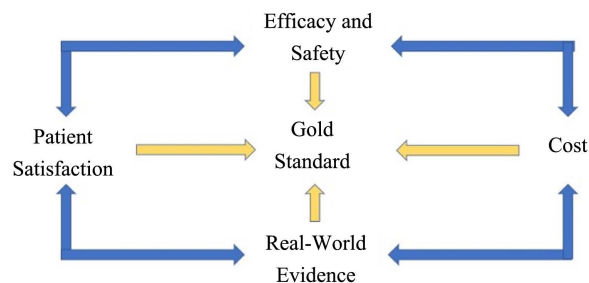 Efficacy and
Safety
Patient
Satisfaction
Gold
Standard
Cost
Real-World
Evidence